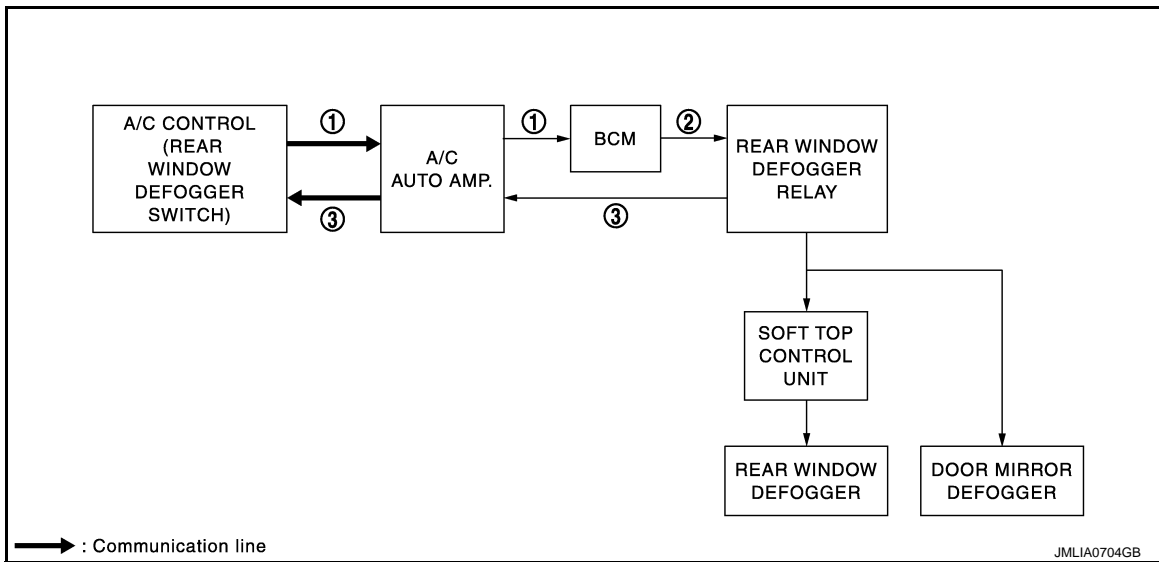 A/C CONTROL
(REAR
WINDOW
DEFOGGER
SWITCH)
①
③
A/C
AUTO AMP.
①
BCM
②
③
REAR WINDOW
DEFOGGER
RELAY
SOFT TOP
CONTROL
UNIT
REAR WINDOW
DEFOGGER
DOOR MIRROR
DEFOGGER
: Communication line
JMLIA0704GB